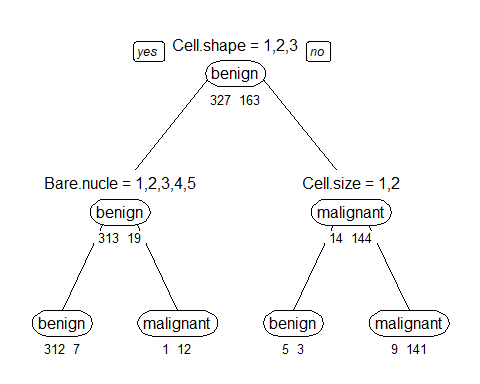 yes Cell.shape = 1,2,3 no
benign
327 163
Bare.nucle = 1,2,3,4,5 Cell.size = 1,2
benign malignant
313 19 14 144
benign malignant benign malignant
312 7 1 12 5 3 9 141